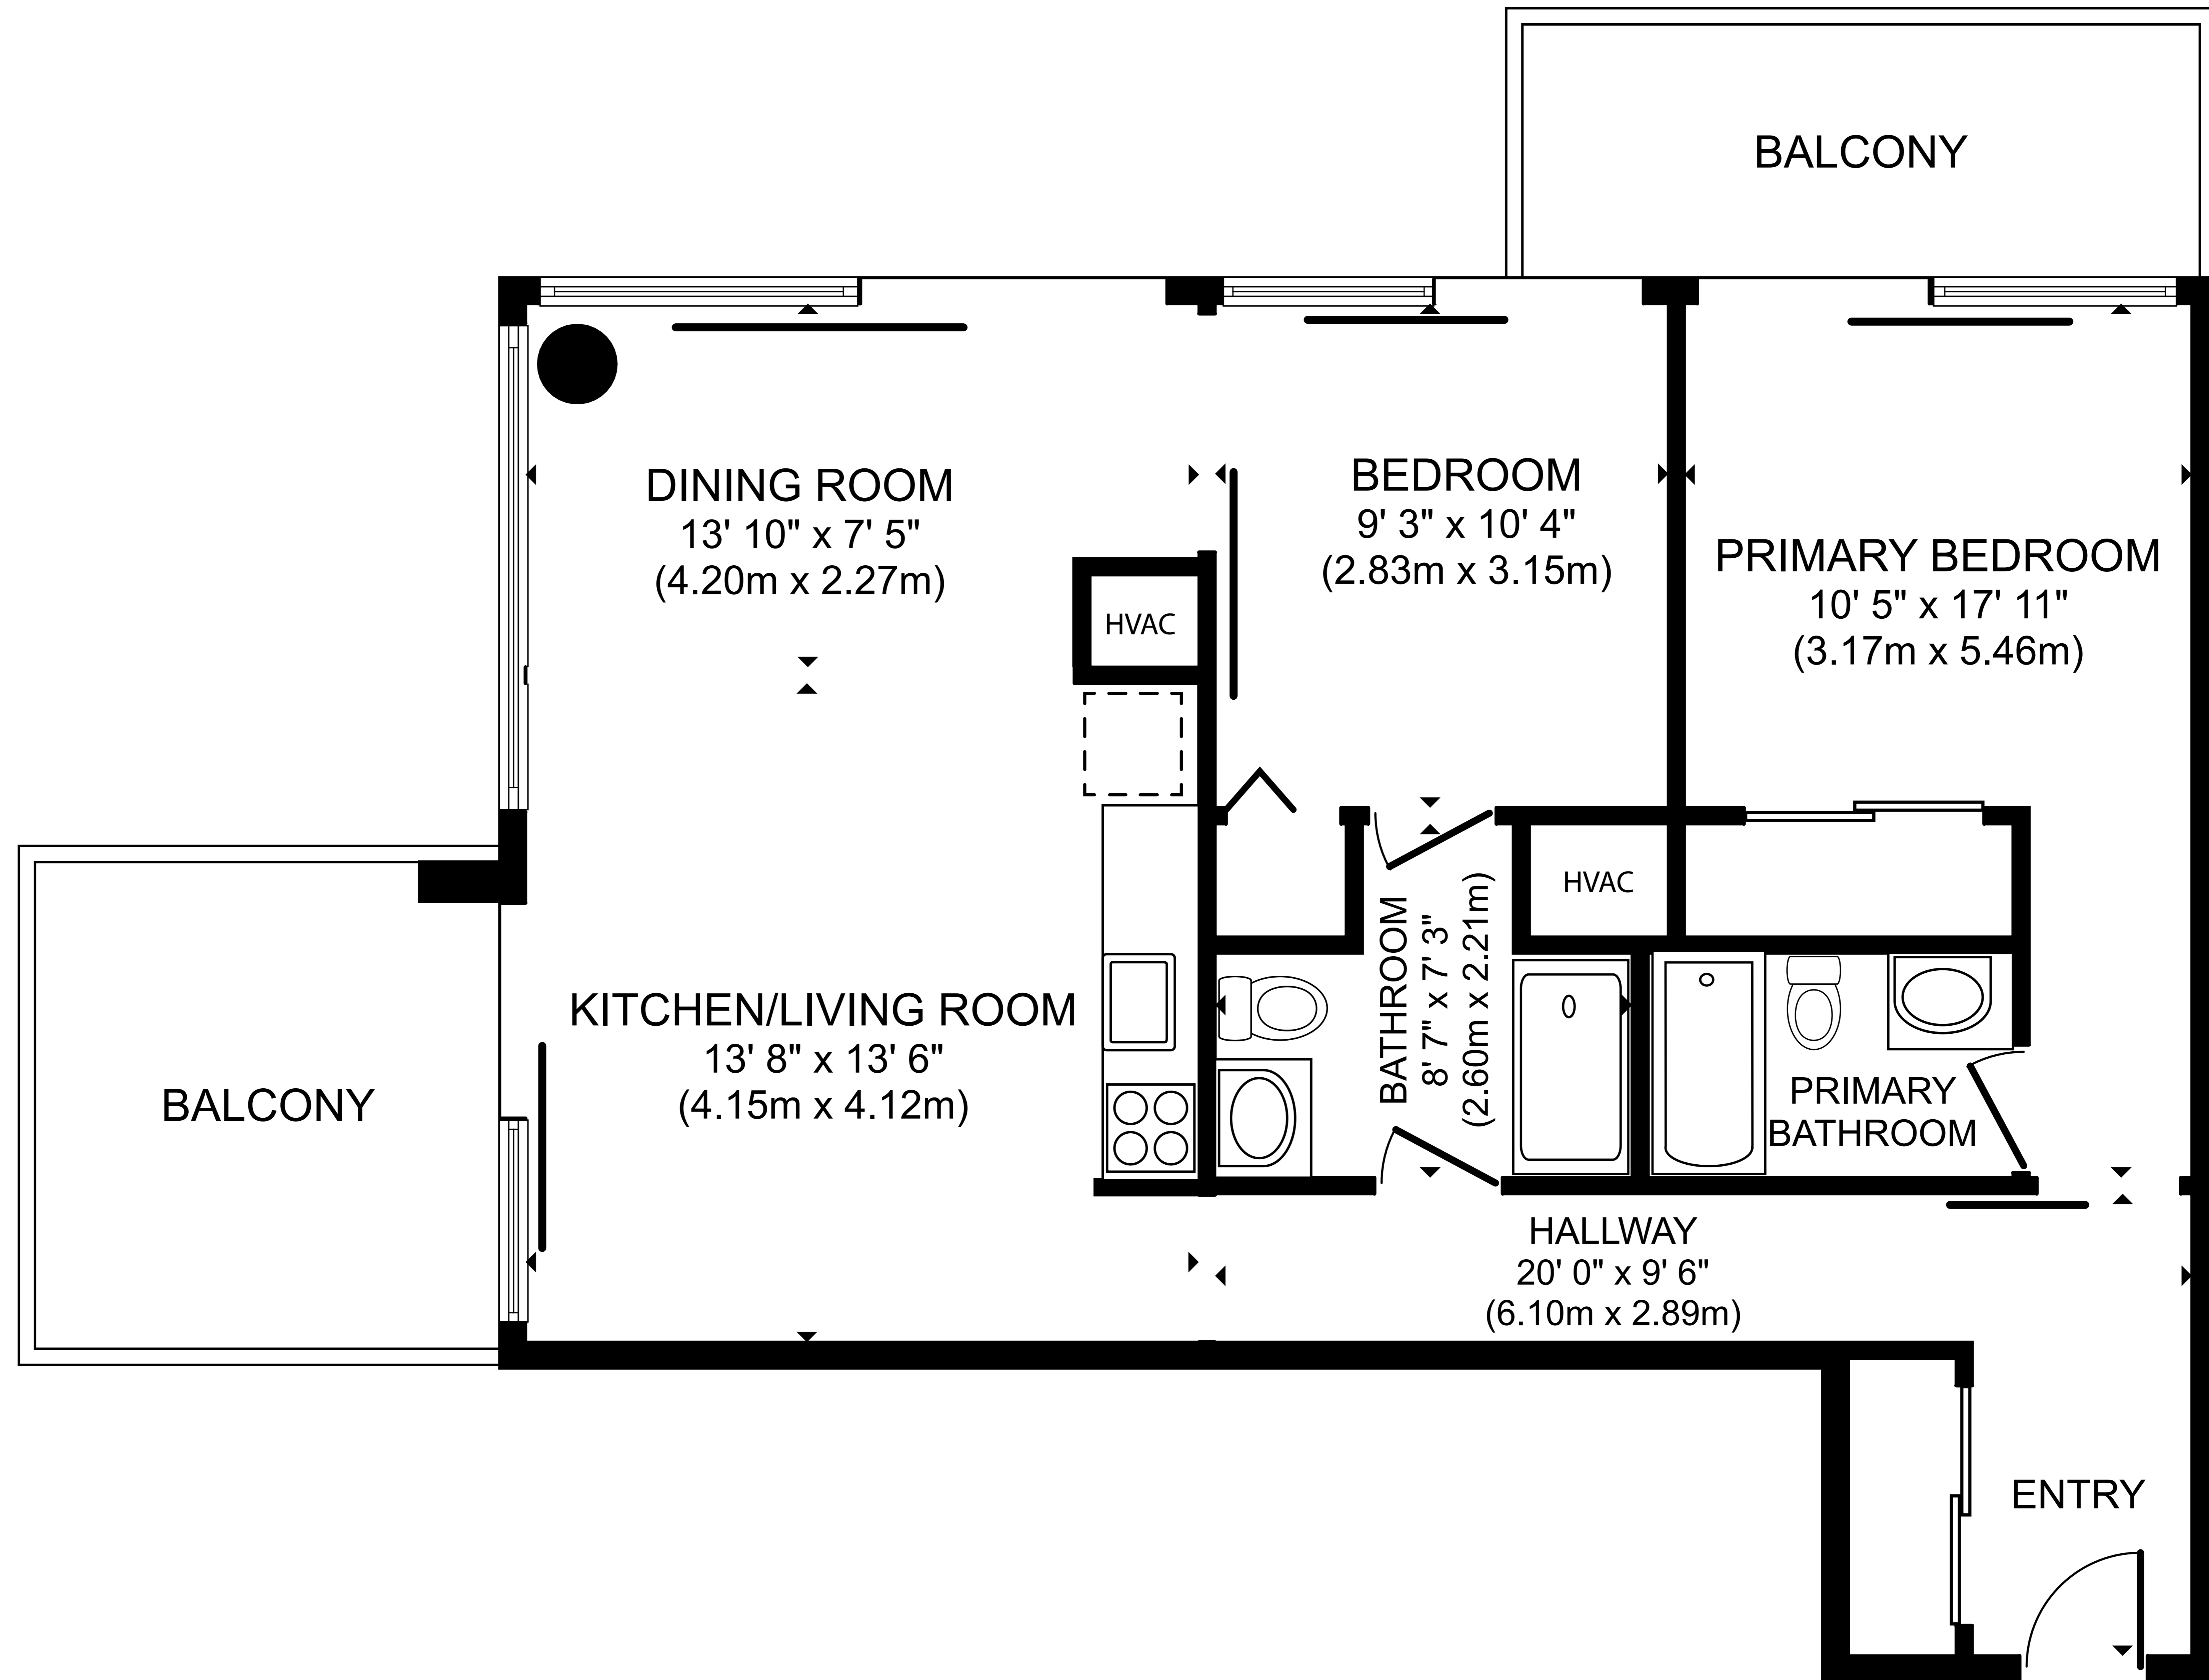 BALCONY
DINING ROOM
13' 10" x 7' 5"
(4.20m x 2.27m)
BEDROOM
9' 3" x 10' 4"
(2.83m x 3.15m)
PRIMARY BEDROOM
10' 5" x 17' 11"
(3.17m x 5.46m)
HVAC
HVAC
KITCHEN/LIVING ROOM
13' 8" x 13' 6"
(4.15m x 4.12m)
BALCONY
BATHROOM
8' 7" x 7' 3"
(2.60m x 2.21m)
PRIMARY
BATHROOM
HALLWAY
20' 0" x 9' 6"
(6.10m x 2.89m)
ENTRY